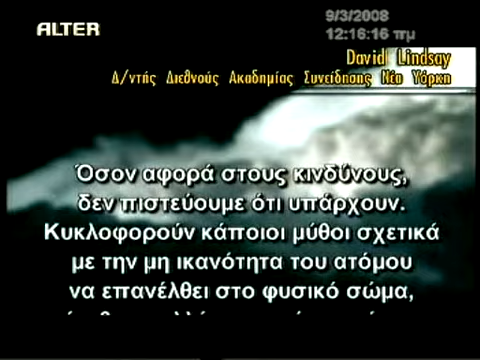 ALTER
9/3/2008
12:16:16 πμ
David Lindsay
Δ/ντής Διεθνούς Ακαδημίας Συνείδησης Νέα Υόρκη
Όσον αφορά στους κινδύνους,
δεν πιστεύουμε ότι υπάρχουν.
Κυκλοφορούν κάποιοι μύθοι σχετικά
με την μη ικανότητα του ατόμου
να επανέλθει στο φυσικό σώμα,